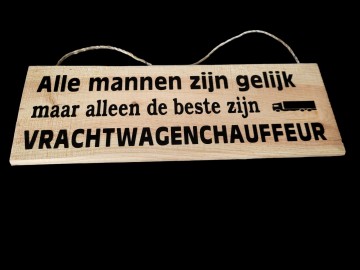 Alle mannen zijn gelijk
maar alleen de beste zijn
VRACHTWAGENCHAUFFEUR